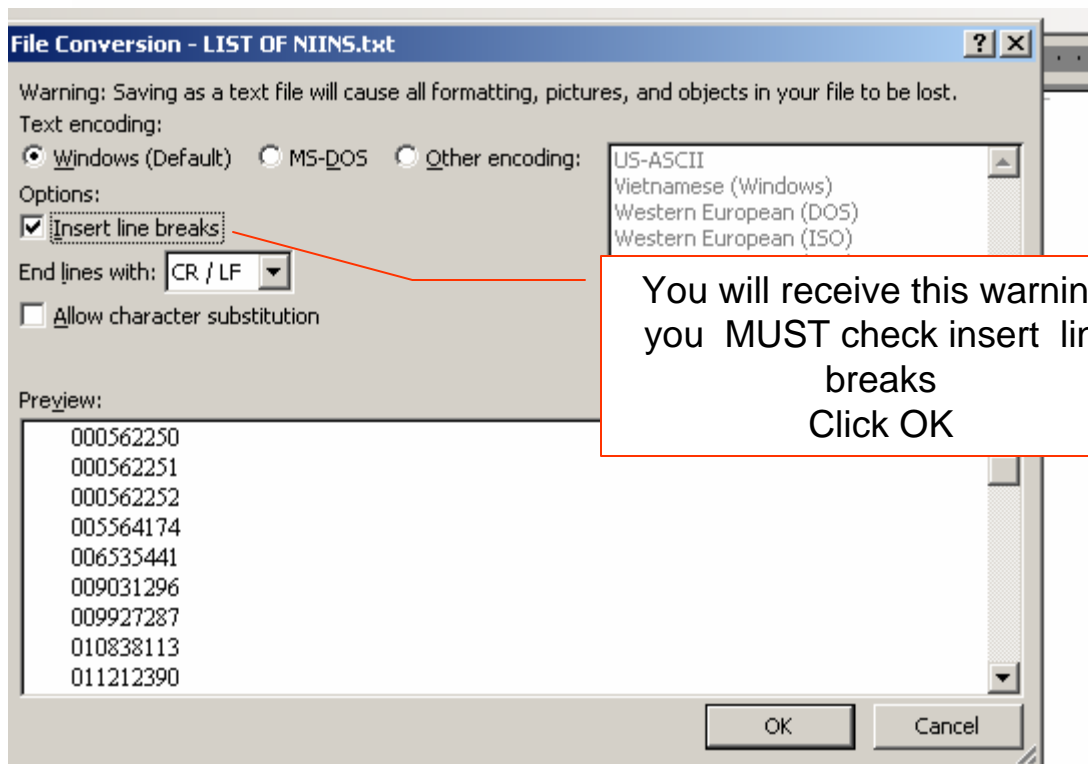 File Conversion - LIST OF NIINS.txt
Warning: Saving as a text file will cause all formatting, pictures, and objects in your file to be lost.
Text encoding:
Windows (Default) MS-DOS Other encoding:
US-ASCII
Vietnamese (Windows)
Western European (DOS)
Western European (ISO)
Options:
Insert line breaks
End lines with: CR / LF
Allow character substitution
You will receive this warnin
you MUST check insert lin
breaks
Click OK
Preview:
000562250
000562251
000562252
005564174
006535441
009031296
009927287
010838113
011212390
OK Cancel